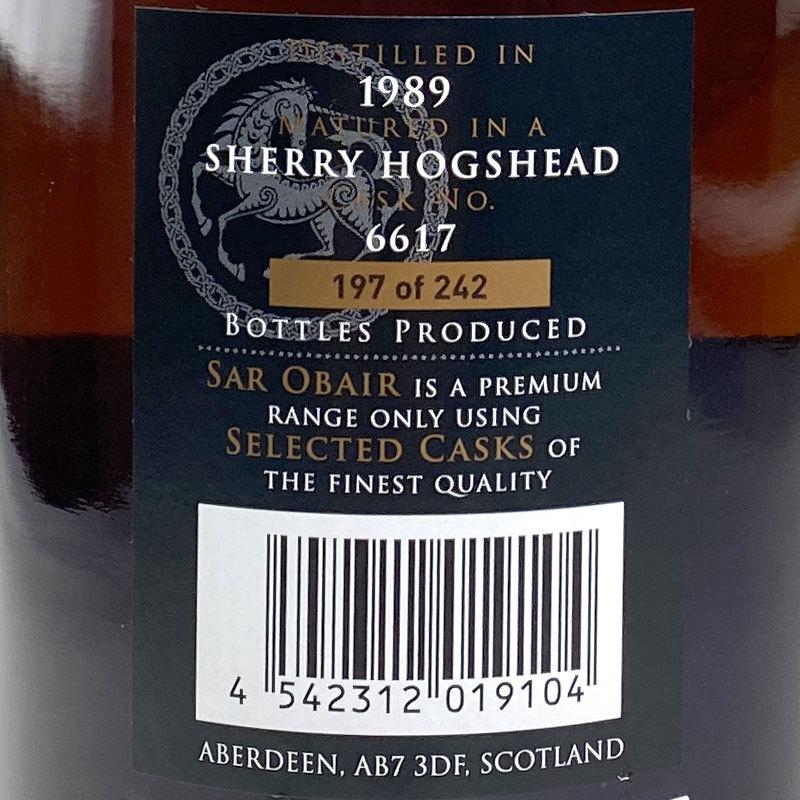 DISTILLED IN
1989
MATURED IN A
SHERRY HOGSHEAD
CASK NO.
6617
197 of 242
BOTTLES PRODUCED
SAR OBAIR IS A PREMIUM
RANGE ONLY USING
SELECTED CASKS OF
THE FINEST QUALITY
4 542312 019104
ABERDEEN, AB7 3DF, SCOTLAND